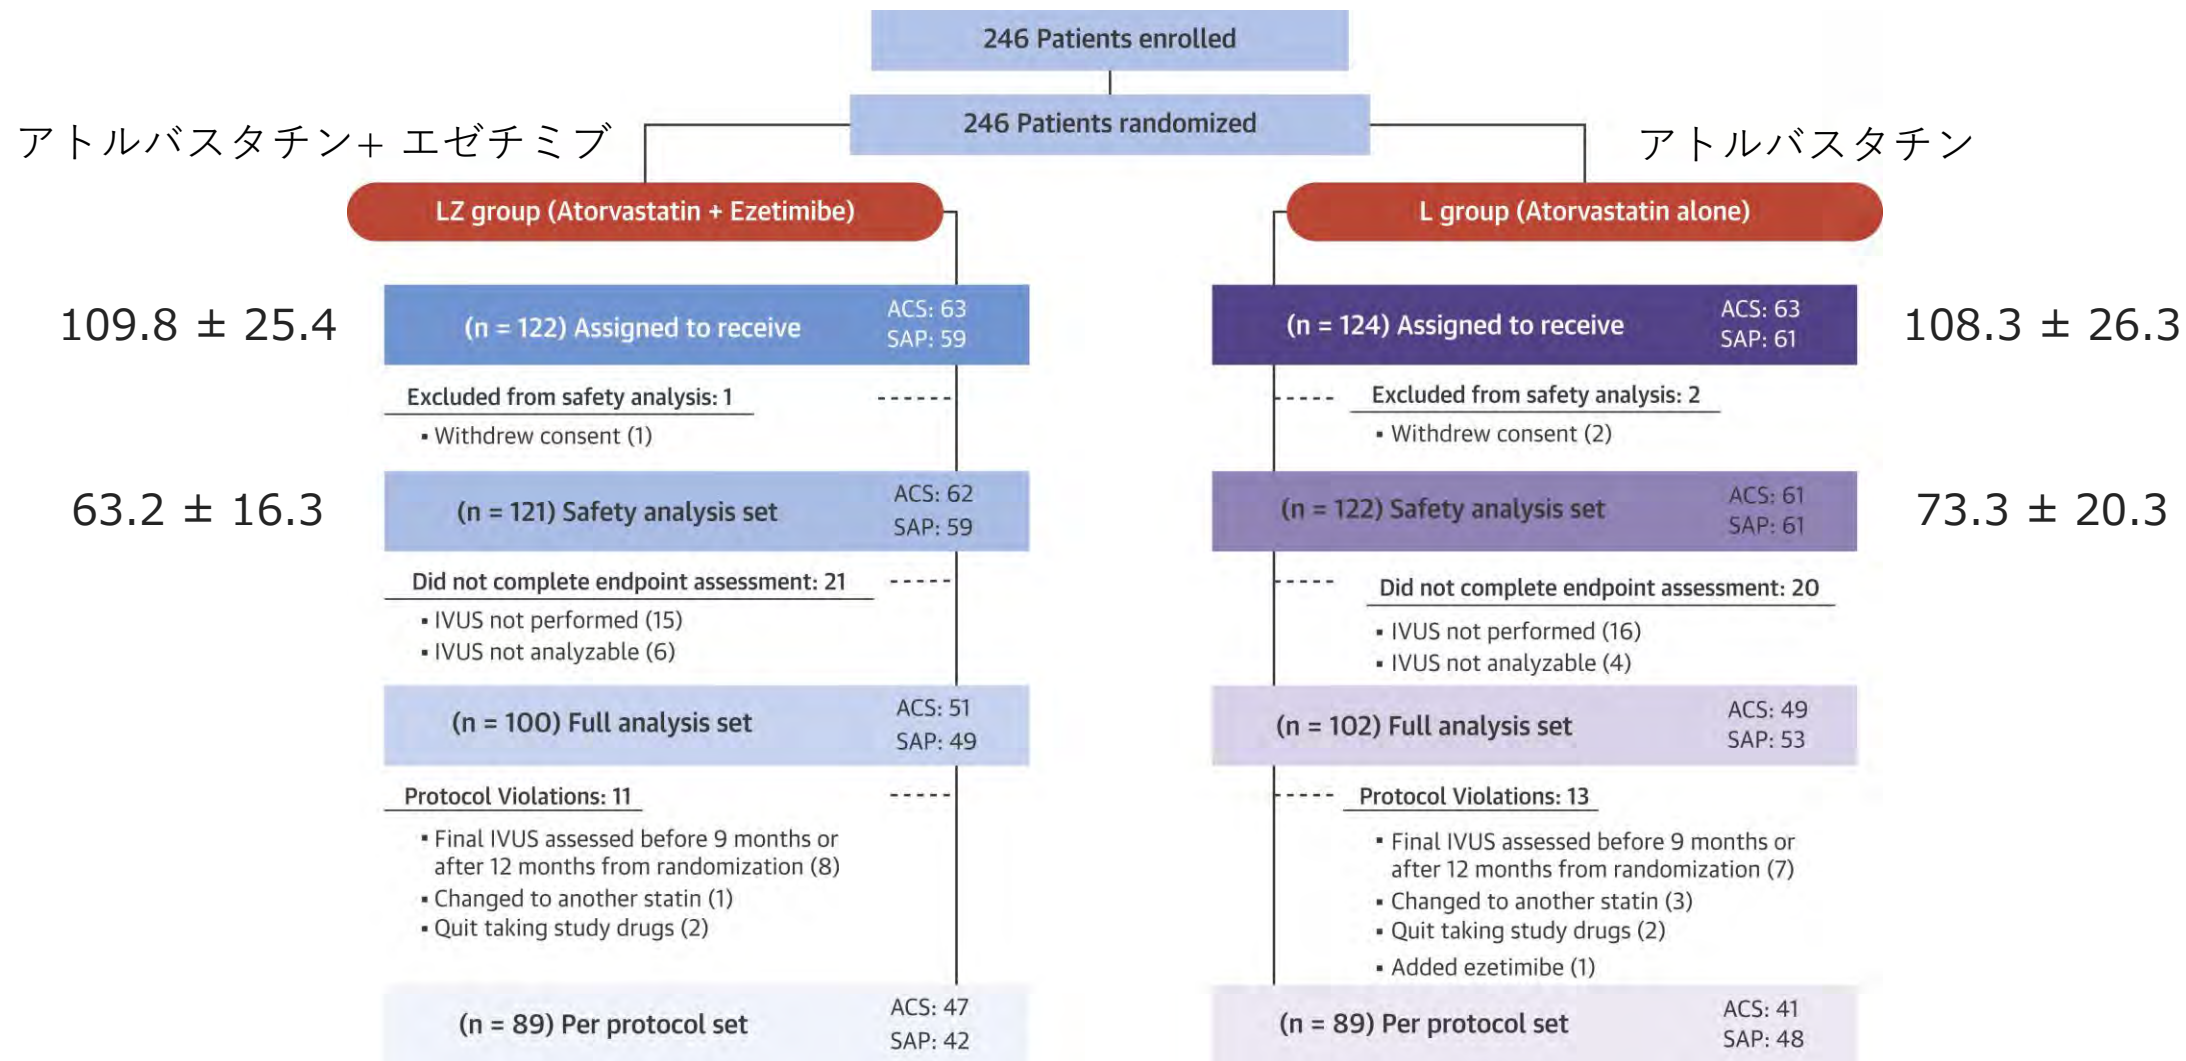 246 Patients enrolled
246 Patients randomized
アトルバスタチン+ エゼチミブ
アトルバスタチン
LZ group (Atorvastatin + Ezetimibe)
L group (Atorvastatin alone)
109.8 ± 25.4
(n = 122) Assigned to receive
ACS: 63
SAP: 59
Excluded from safety analysis: 1
▪ Withdrew consent (1)
63.2 ± 16.3
(n = 121) Safety analysis set
ACS: 62
SAP: 59
Did not complete endpoint assessment: 21
▪ IVUS not performed (15)
▪ IVUS not analyzable (6)
(n = 100) Full analysis set
ACS: 51
SAP: 49
Protocol Violations: 11
▪ Final IVUS assessed before 9 months or
after 12 months from randomization (8)
▪ Changed to another statin (1)
▪ Quit taking study drugs (2)
(n = 89) Per protocol set
ACS: 47
SAP: 42
(n = 124) Assigned to receive
ACS: 63
SAP: 61
108.3 ± 26.3
Excluded from safety analysis: 2
▪ Withdrew consent (2)
(n = 122) Safety analysis set
ACS: 61
SAP: 61
73.3 ± 20.3
Did not complete endpoint assessment: 20
▪ IVUS not performed (16)
▪ IVUS not analyzable (4)
(n = 102) Full analysis set
ACS: 49
SAP: 53
Protocol Violations: 13
▪ Final IVUS assessed before 9 months or
after 12 months from randomization (7)
▪ Changed to another statin (3)
▪ Quit taking study drugs (2)
▪ Added ezetimibe (1)
(n = 89) Per protocol set
ACS: 41
SAP: 48